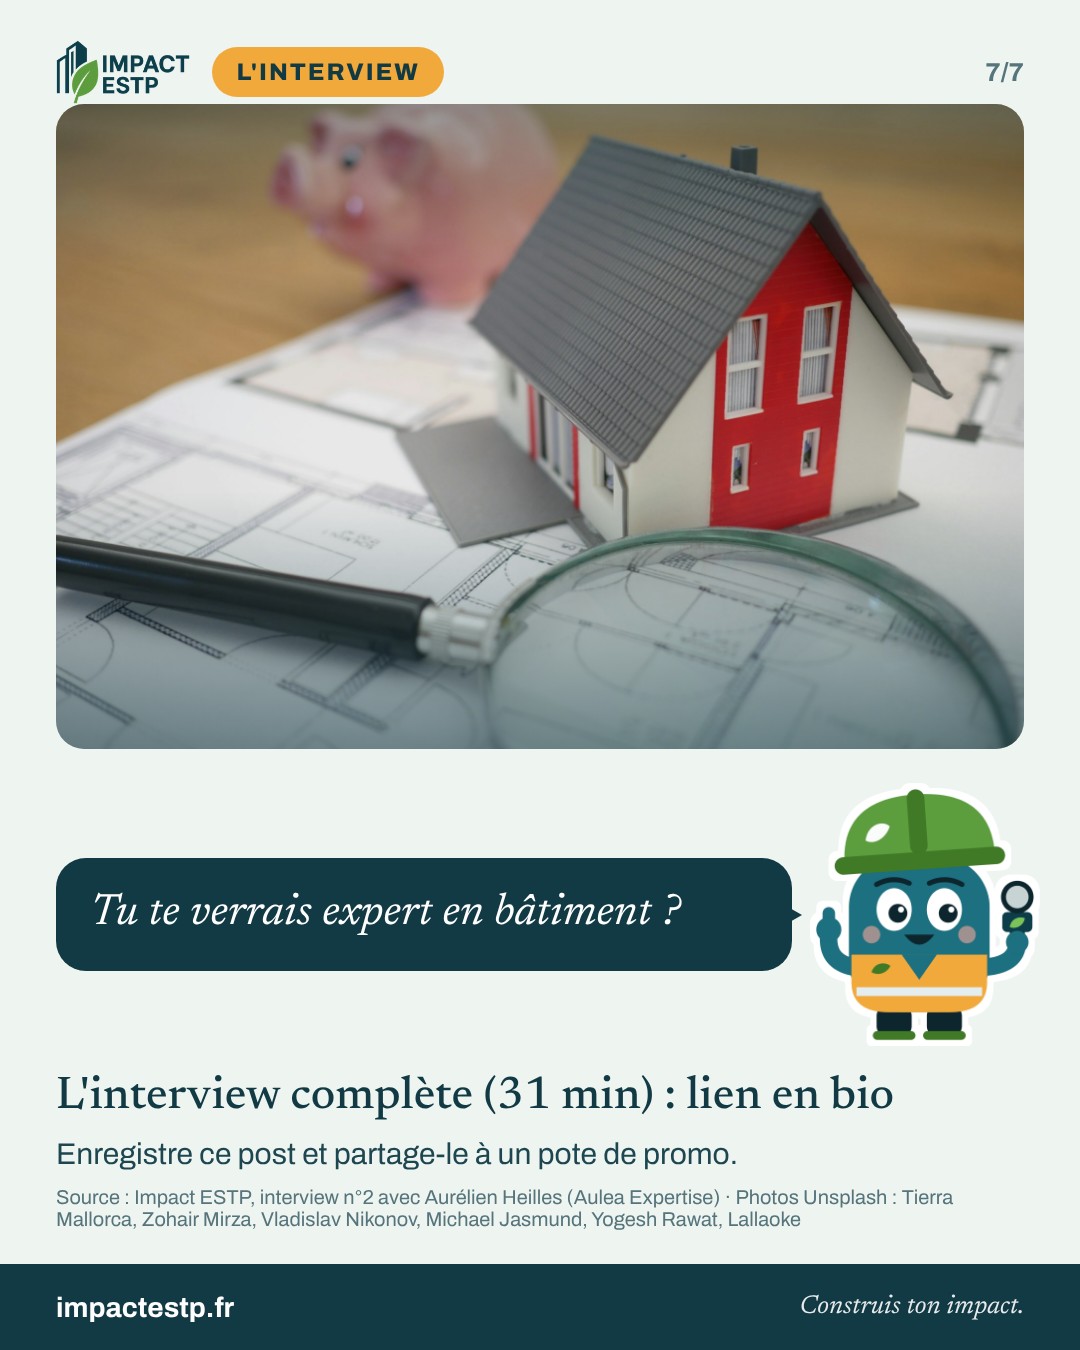 IMPACT
ESTP
L'INTERVIEW
7/7
Tu te verrais expert en bâtiment ?
L'interview complète (31 min) : lien en bio
Enregistre ce post et partage-le à un pote de promo.
Source : Impact ESTP, interview n°2 avec Aurélien Heilles (Aulea Expertise) · Photos Unsplash : Tierra
Mallorca, Zohair Mirza, Vladislav Nikonov, Michael Jasmund, Yogesh Rawat, Lallaoke
impactestp.fr
Construis ton impact.